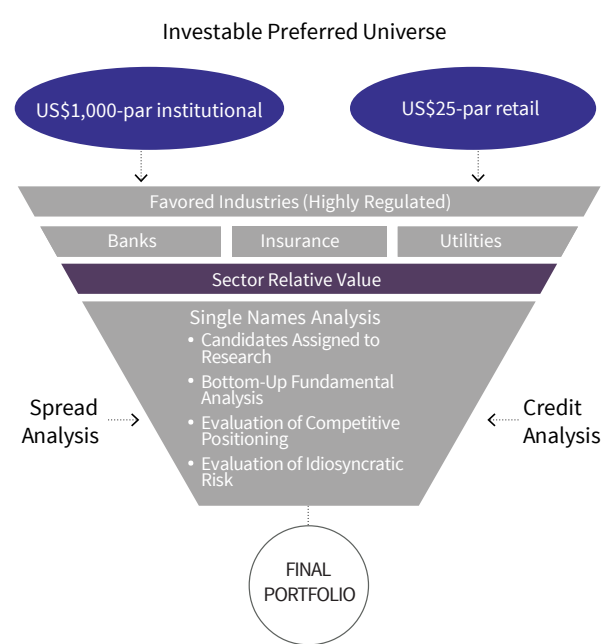 Investable Preferred Universe
US$1,000-par institutional
US$25-par retail
Favored Industries (Highly Regulated)
Banks
Insurance
Utilities
Sector Relative Value
Single Names Analysis
• Candidates Assigned to
Research
• Bottom-Up Fundamental
Analysis
• Evaluation of Competitive
Positioning
• Evaluation of Idiosyncratic
Risk
Spread
Analysis
Credit
Analysis
FINAL
PORTFOLIO